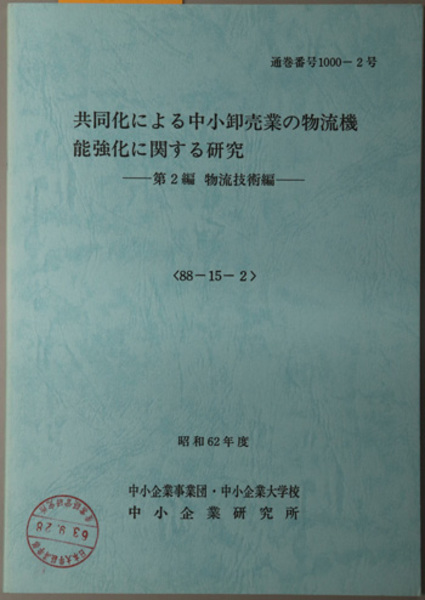 通巻番号1000−2号
共同化による中小卸売業の物流機
能強化に関する研究
――第2編 物流技術編――
〈88−15−2〉
昭和62年度
中小企業事業団・中小企業大学校
中小企業研究所
63. 9. 28